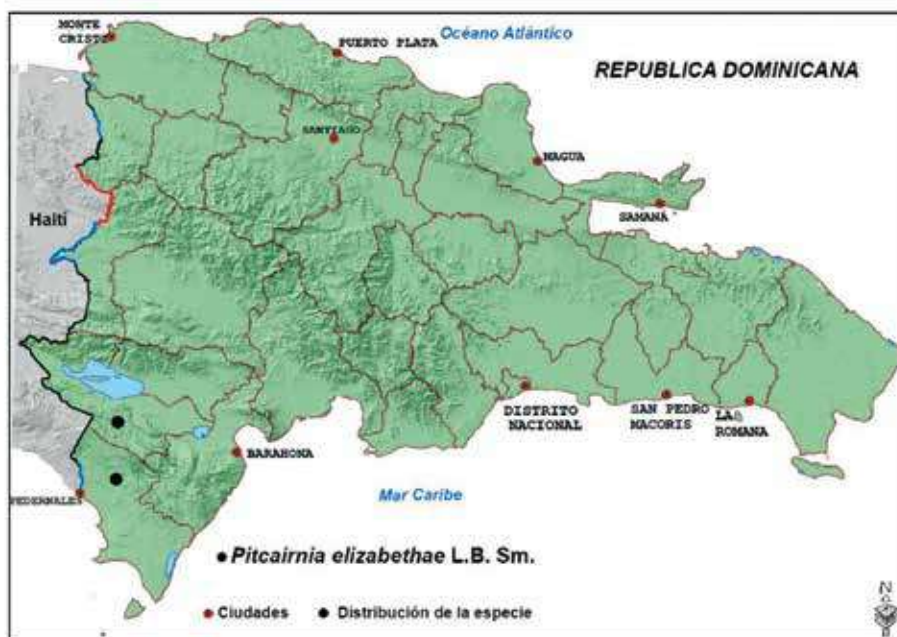 MONTE
CRISTI
PUERTO PLATA
Océano Atlántico
REPUBLICA DOMINICANA
SANTIAGO
NAGUA
Haití
SAMANÁ
DISTRITO
NACIONAL
SAN PEDRO
MACORIS
LA
ROMANA
BARAHONA
PEDERNALES
Mar Caribe
Pitcairnia elizabethae L.B. Sm.
Ciudades
Distribución de la especie
N